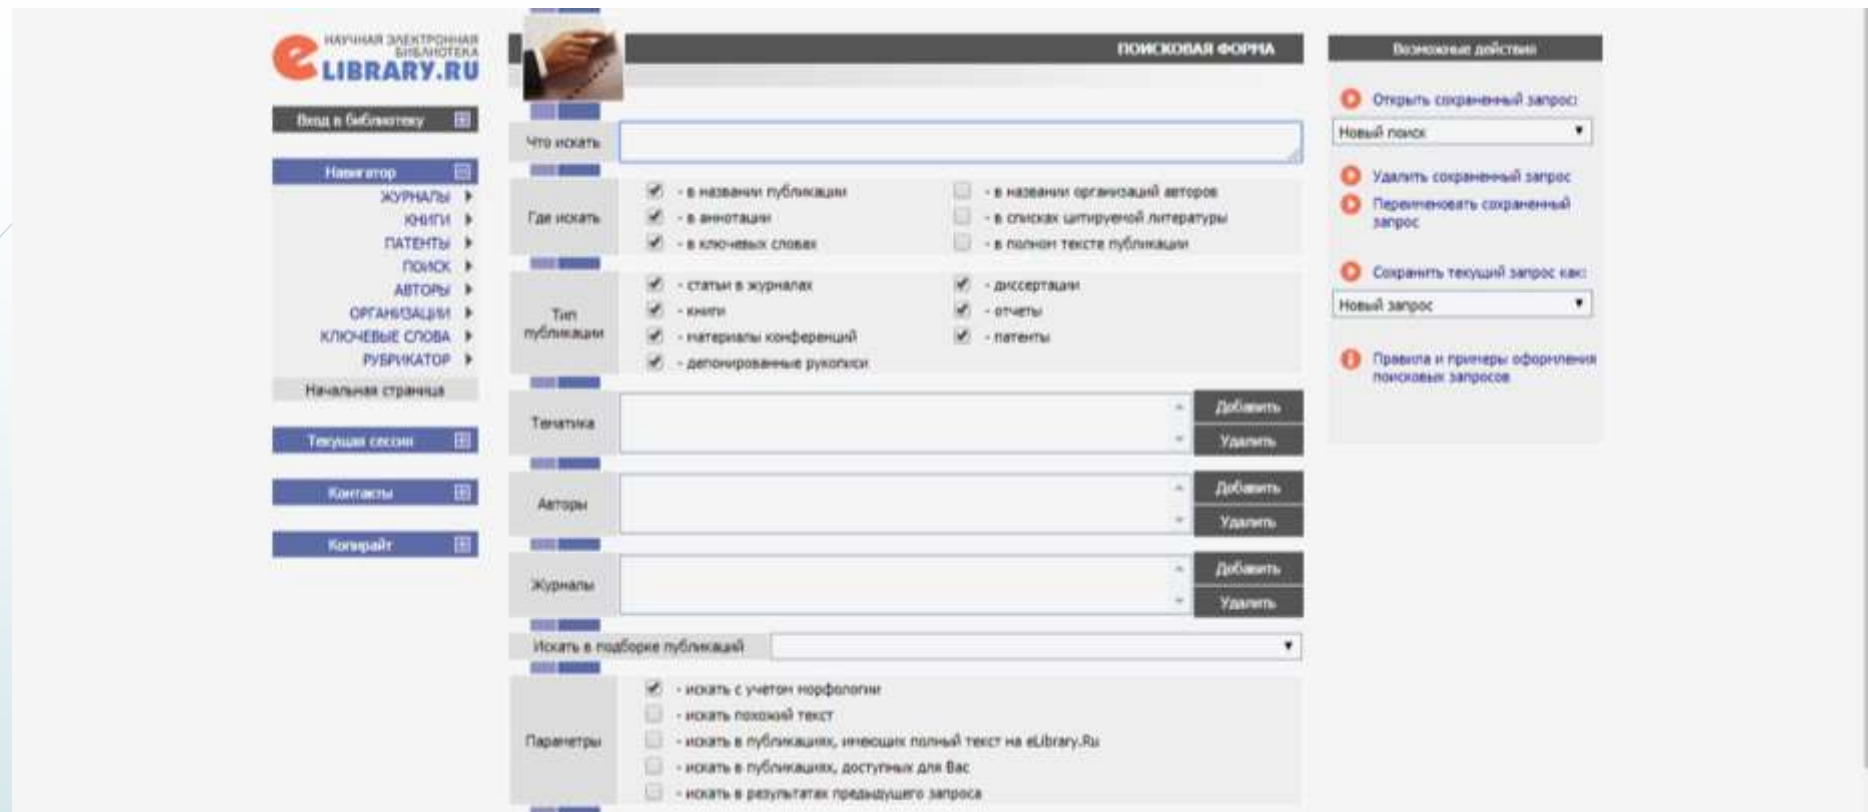 НАУЧНАЯ ЭЛЕКТРОННАЯ
БИБЛИОТЕКА
eLIBRARY.RU
Вход в библиотеку
Навигатор
ЖУРНАЛЫ
КНИГИ
ПАТЕНТЫ
ПОИСК
АВТОРЫ
ОРГАНИЗАЦИИ
КЛЮЧЕВЫЕ СЛОВА
РУБРИКАТОР
Начальная страница
Текущая сессия
Контакты
Копирайт
ПОИСКОВАЯ ФОРМА
Что искать
Где искать
- в названии публикации
- в аннотации
- в ключевых словах
- в названии организаций авторов
- в списках цитируемой литературы
- в полном тексте публикации
Тип
публикации
- статьи в журналах
- книги
- материалы конференций
- депонированные рукописи
- диссертации
- отчеты
- патенты
Тематика
Добавить
Удалить
Авторы
Добавить
Удалить
Журналы
Добавить
Удалить
Искать в подборке публикаций
Параметры
- искать с учетом морфологии
- искать похожий текст
- искать в публикациях, имеющих полный текст на eLibrary.Ru
- искать в публикациях, доступных для Вас
- искать в результатах предыдущего запроса
Возможные действия
Открыть сохраненный запрос:
Новый поиск
Удалить сохраненный запрос
Переименовать сохраненный
запрос
Сохранить текущий запрос как:
Новый запрос
Правила и примеры оформления
поисковых запросов